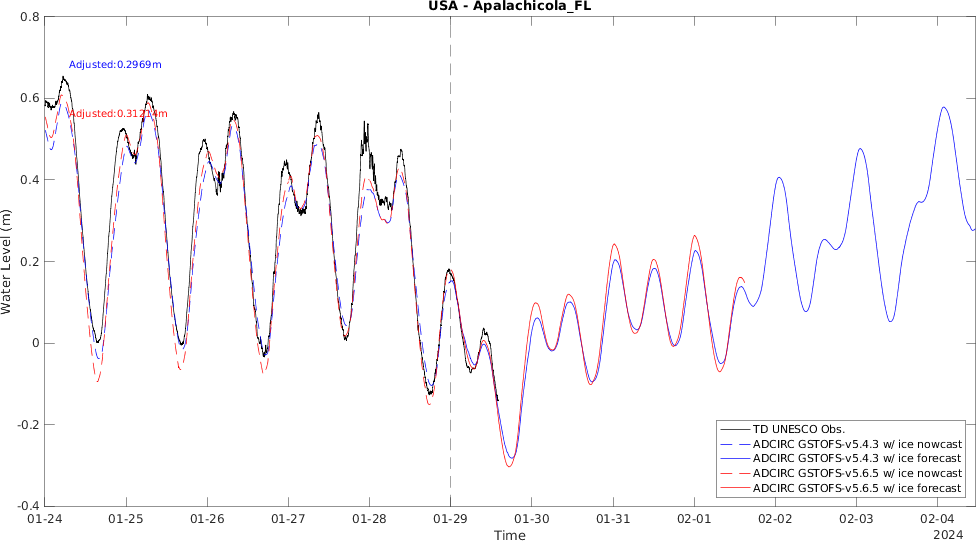 USA - Apalachicola_FL
0.8
0.6
0.4
0.2
0
-0.2
-0.4
Water Level (m)
Adjusted:0.2969m
Adjusted:0.31214m
TD UNESCO Obs.
ADCIRC GSTOFS-v5.4.3 w/ ice nowcast
ADCIRC GSTOFS-v5.4.3 w/ ice forecast
ADCIRC GSTOFS-v5.6.5 w/ ice nowcast
ADCIRC GSTOFS-v5.6.5 w/ ice forecast
01-24 01-25 01-26 01-27 01-28 01-29 01-30 01-31 02-01 02-02 02-03 02-04
Time
2024